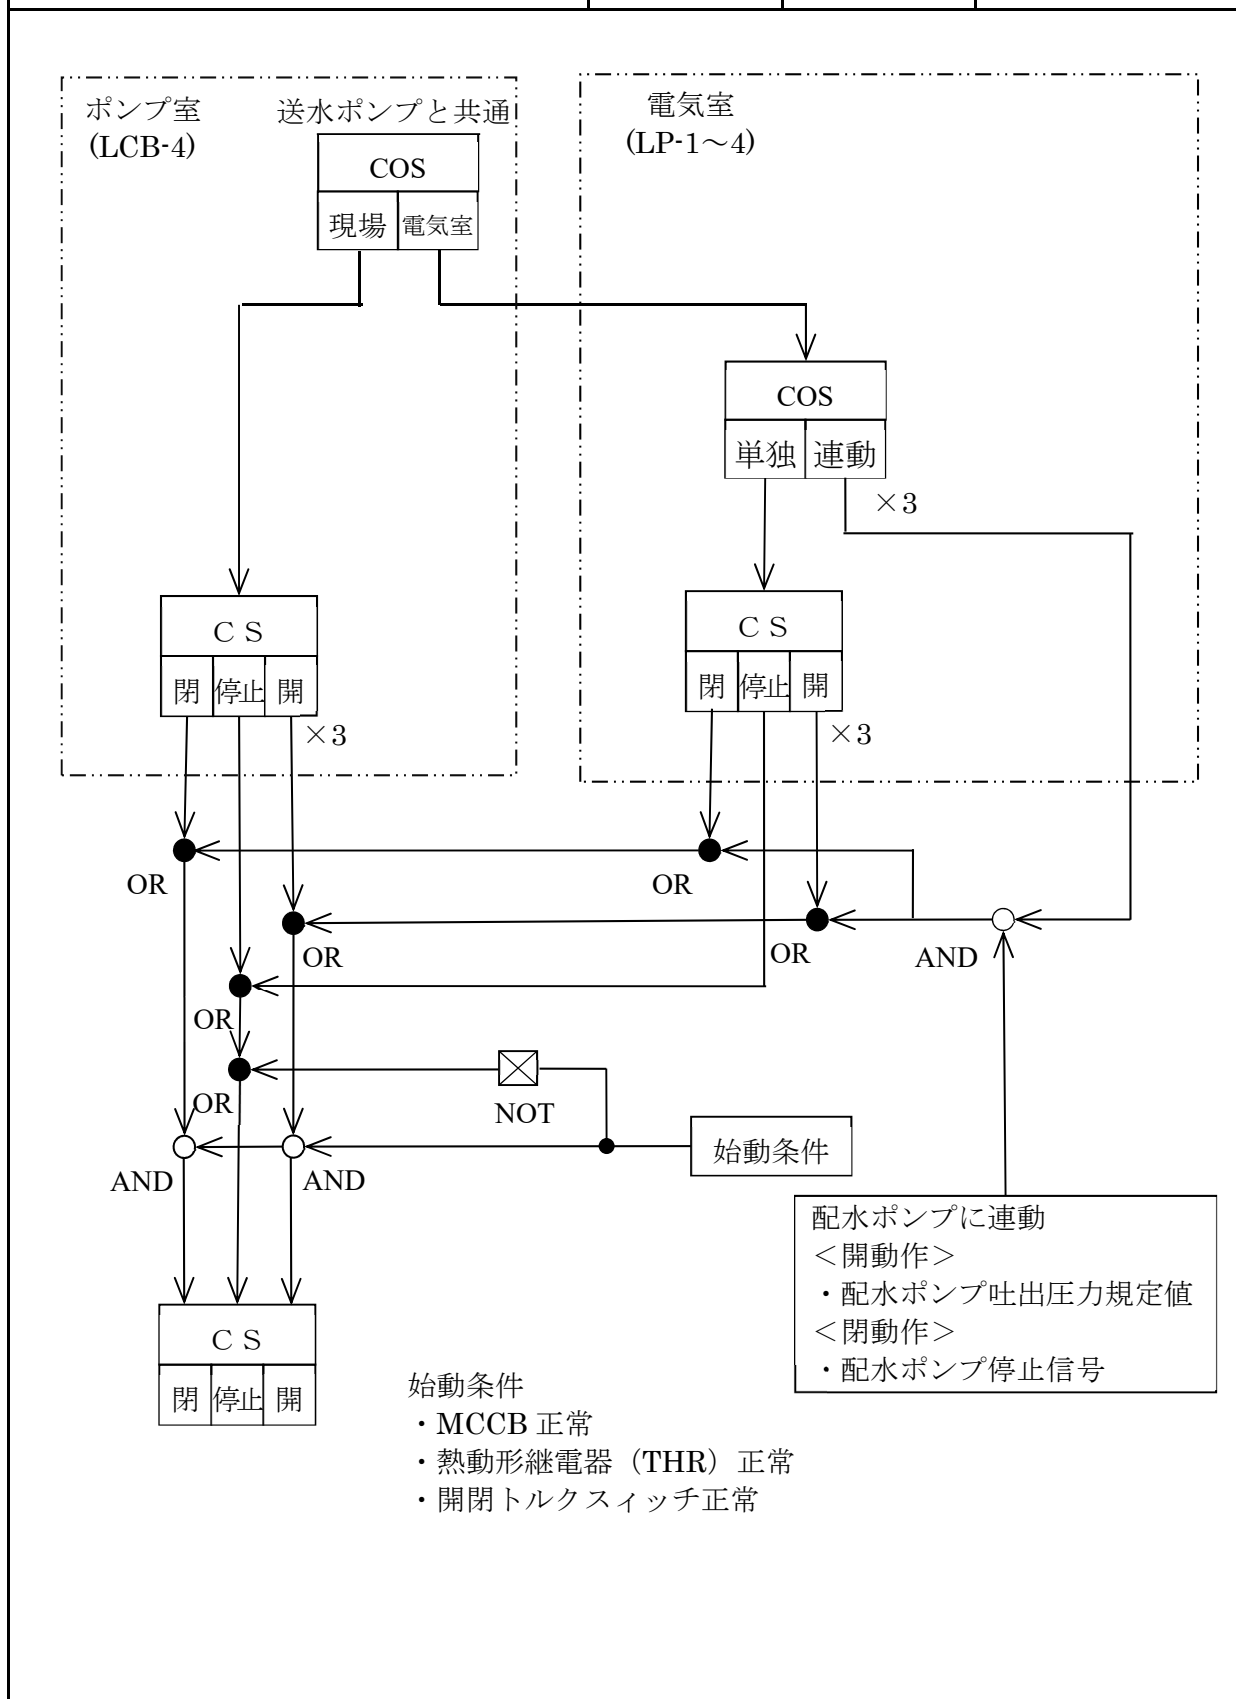 ポンプ室
(LCB-4)
送水ポンプと共通
COS
現場
電気室
電気室
(LP-1～4)
COS
単独
連動
×3
ＣＳ
閉
停止
開
×3
ＣＳ
閉
停止
開
×3
OR
OR
OR
OR
AND
OR
OR
NOT
AND
AND
始動条件
配水ポンプに連動
＜開動作＞
・配水ポンプ吐出圧力規定値
＜閉動作＞
・配水ポンプ停止信号
ＣＳ
閉
停止
開
始動条件
・MCCB 正常
・熱動形継電器（THR）正常
・開閉トルクスィッチ正常